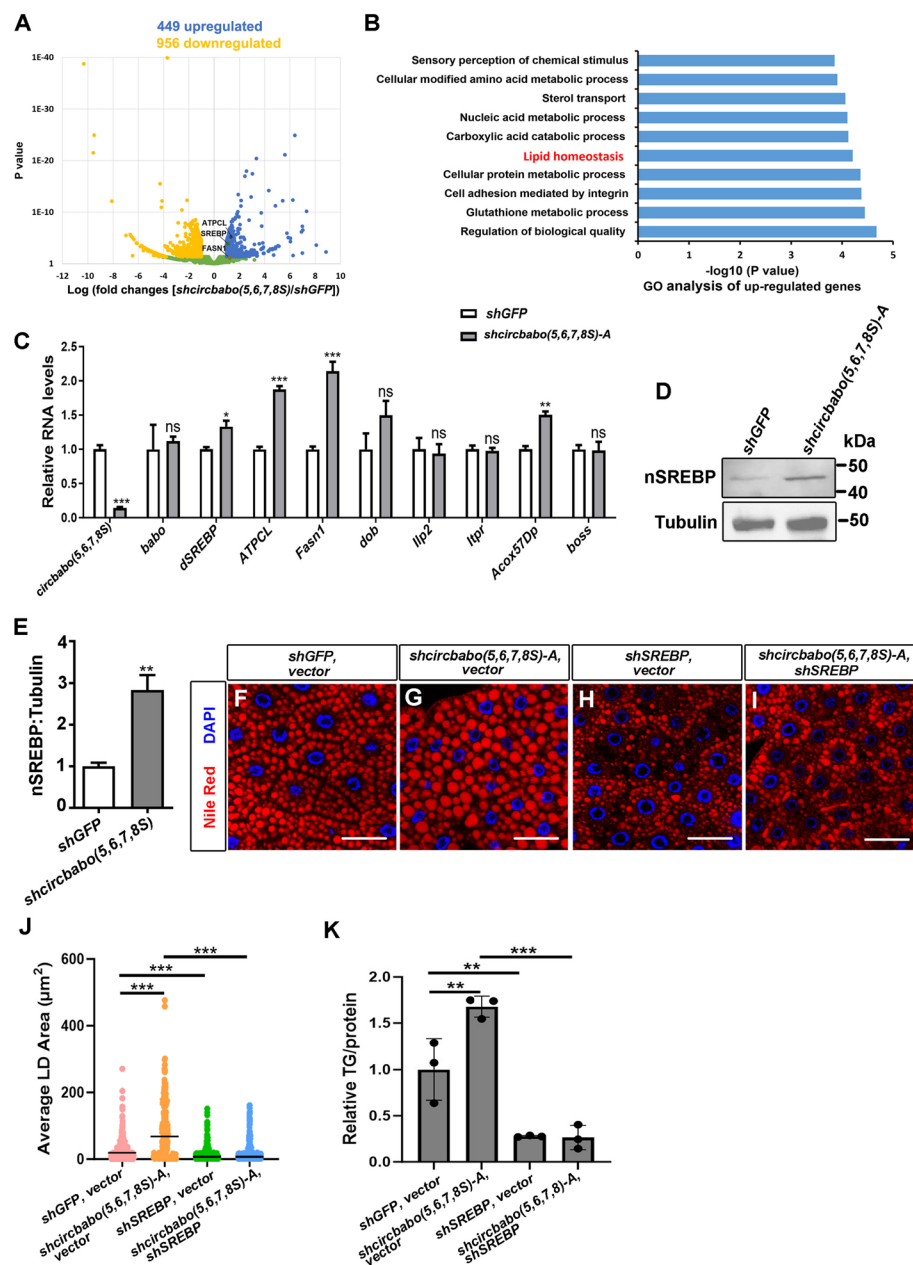 A
449 upregulated
956 downregulated
1E-40
1E-30
1E-20
1E-10
1
P value
ATPCL
SREBP
FASN1
-12 -10 -8 -6 -4 -2 0 2 4 6 8 10
Log (fold changes [shcircbabo(5,6,7,8S)/shGFP])
B
Sensory perception of chemical stimulus
Cellular modified amino acid metabolic process
Sterol transport
Nucleic acid metabolic process
Carboxylic acid catabolic process
Lipid homeostasis
Cellular protein metabolic process
Cell adhesion mediated by integrin
Glutathione metabolic process
Regulation of biological quality
0 1 2 3 4 5
-log10 (P value)
GO analysis of up-regulated genes
shGFP
shcircbabo(5,6,7,8S)-A
C
Relative RNA levels
2.5
2.0
1.5
1.0
0.5
0.0
*** ns * *** *** ns ns ns ** ns
circbabo(5,6,7,8S)
babo
dSREBP
ATPCL
Fasn1
dob
Ilp2
Itpr
Acox57Dp
boss
D
shGFP
shcircbabo(5,6,7,8S)-A
kDa
nSREBP
50
40
Tubulin
50
E
nSREBP:Tubulin
4
3
2
1
0
**
shGFP
shcircbabo(5,6,7,8S)
Nile Red DAPI
shGFP,
vector
F
shcircbabo(5,6,7,8S)-A,
vector
G
shSREBP,
vector
H
shcircbabo(5,6,7,8S)-A,
shSREBP
I
J
Average LD Area (µm²)
600
400
200
0
***
***
***
shGFP, vector
shcircbabo(5,6,7,8S)-A,
vector
shSREBP, vector
shcircbabo(5,6,7,8S)-A,
shSREBP
K
Relative TG/protein
2.0
1.5
1.0
0.5
0.0
***
**
**
shGFP, vector
shcircbabo(5,6,7,8S)-A,
vector
shSREBP, vector
shcircbabo(5,6,7,8)-A,
shSREBP